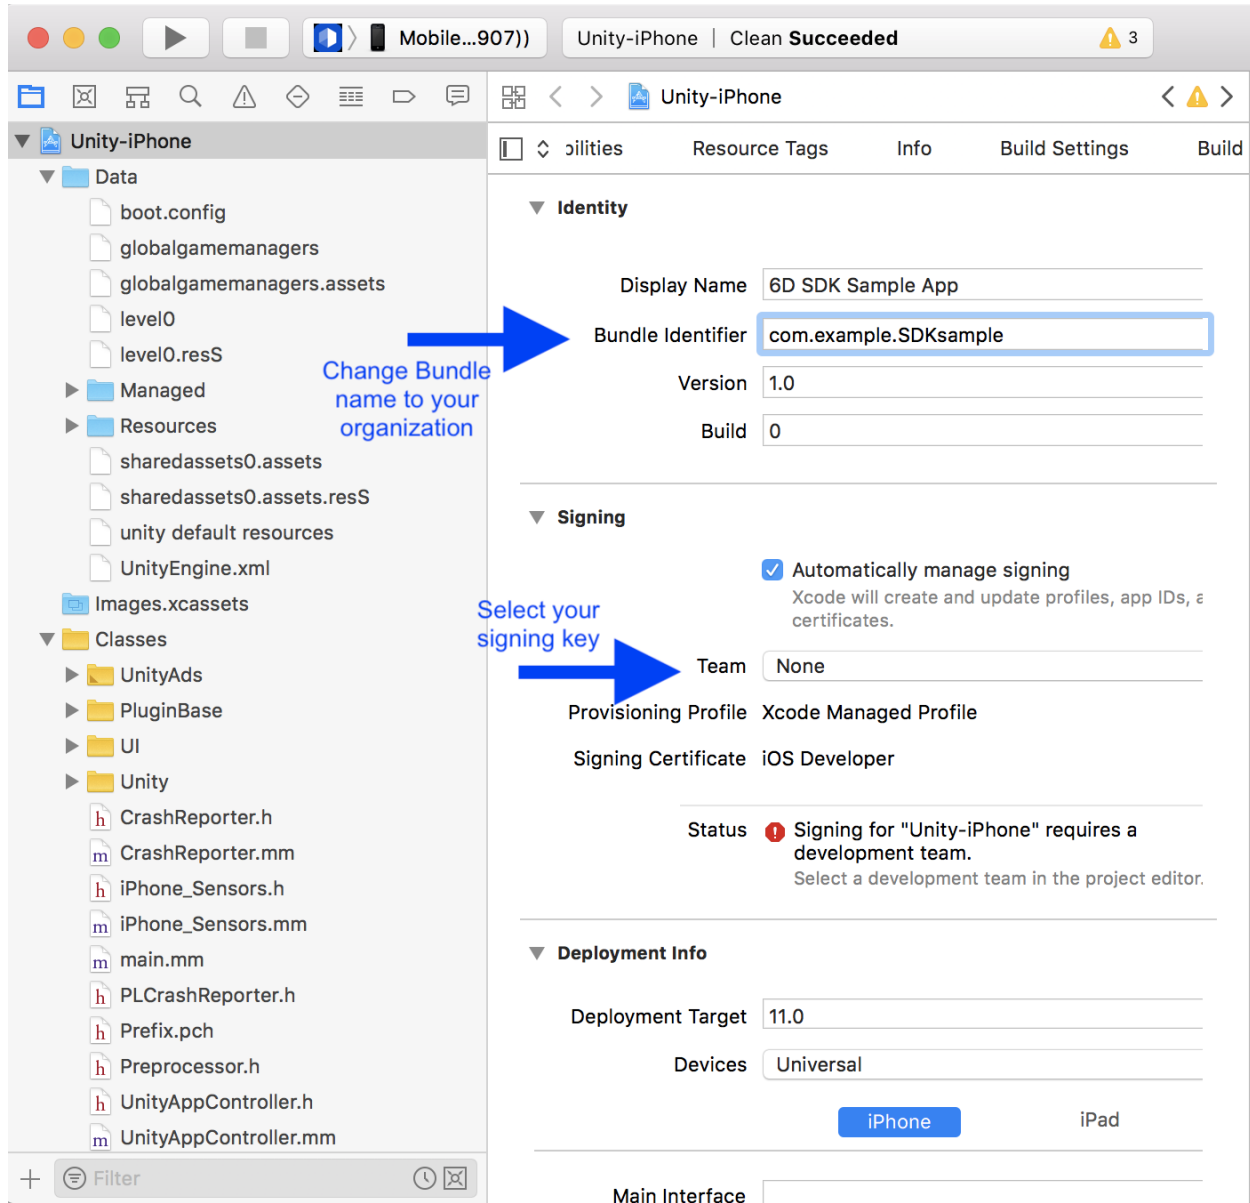 Mobile...907))
Unity-iPhone | Clean Succeeded
3
Unity-iPhone
Data
boot.config
globalgamemanagers
globalgamemanagers.assets
level0
level0.resS
Managed
Resources
sharedassets0.assets
sharedassets0.assets.resS
unity default resources
UnityEngine.xml
Images.xcassets
Classes
UnityAds
PluginBase
UI
Unity
CrashReporter.h
CrashReporter.mm
iPhone_Sensors.h
iPhone_Sensors.mm
main.mm
PLCrashReporter.h
Prefix.pch
Preprocessor.h
UnityAppController.h
UnityAppController.mm
Filter
Unity-iPhone
bilities Resource Tags Info Build Settings Build
Identity
Display Name 6D SDK Sample App
Bundle Identifier com.example.SDKsample
Version 1.0
Build 0
Change Bundle
name to your
organization
Signing
Automatically manage signing
Xcode will create and update profiles, app IDs, a
certificates.
Select your
signing key
Team None
Provisioning Profile Xcode Managed Profile
Signing Certificate iOS Developer
Status Signing for "Unity-iPhone" requires a
development team.
Select a development team in the project editor.
Deployment Info
Deployment Target 11.0
Devices Universal
iPhone iPad
Main Interface